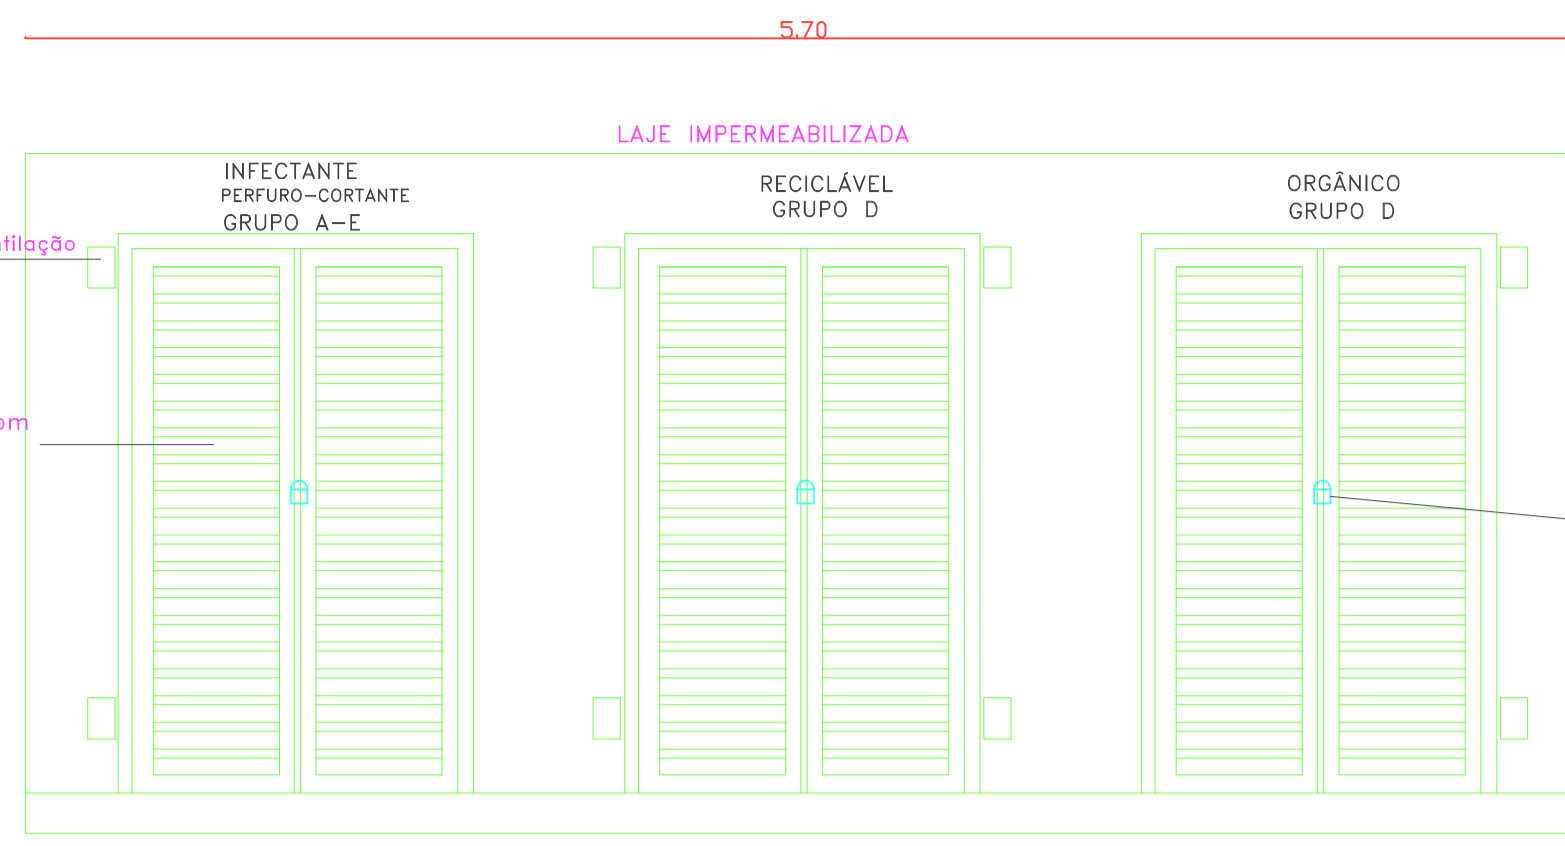 5.70
LAJE IMPERMEABILIZADA
INFECTANTE
PERFURO-CORTANTE
GRUPO A-E
RECICLÁVEL
GRUPO D
ORGÂNICO
GRUPO D
tilação
om